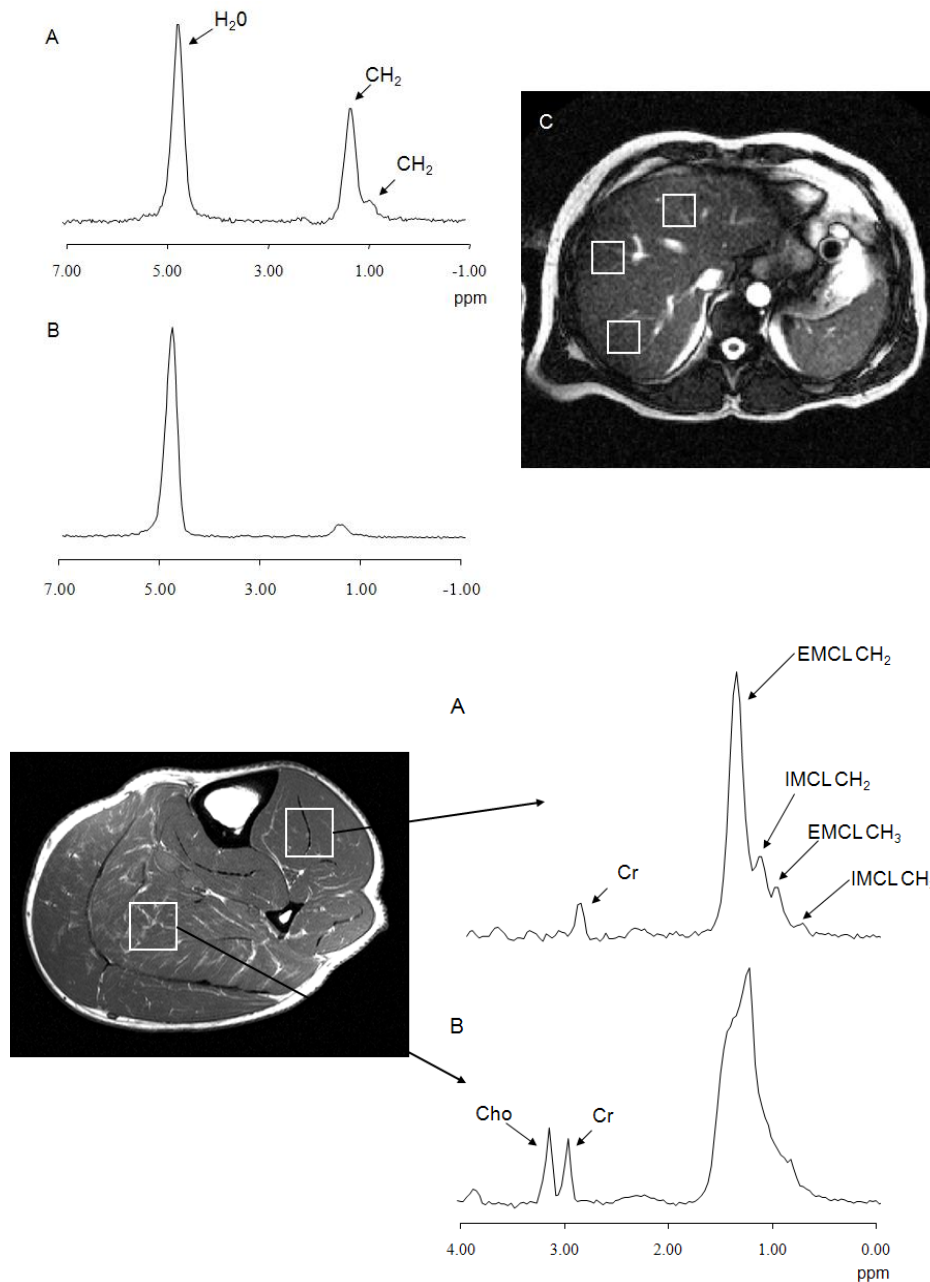 A
H₂0
CH₂
CH₂
7.00 5.00 3.00 1.00 -1.00
ppm
B
7.00 5.00 3.00 1.00 -1.00
C
A
EMCL CH₂
IMCL CH₂
EMCL CH₃
IMCL CH
Cr
B
Cho
Cr
4.00 3.00 2.00 1.00 0.00
ppm